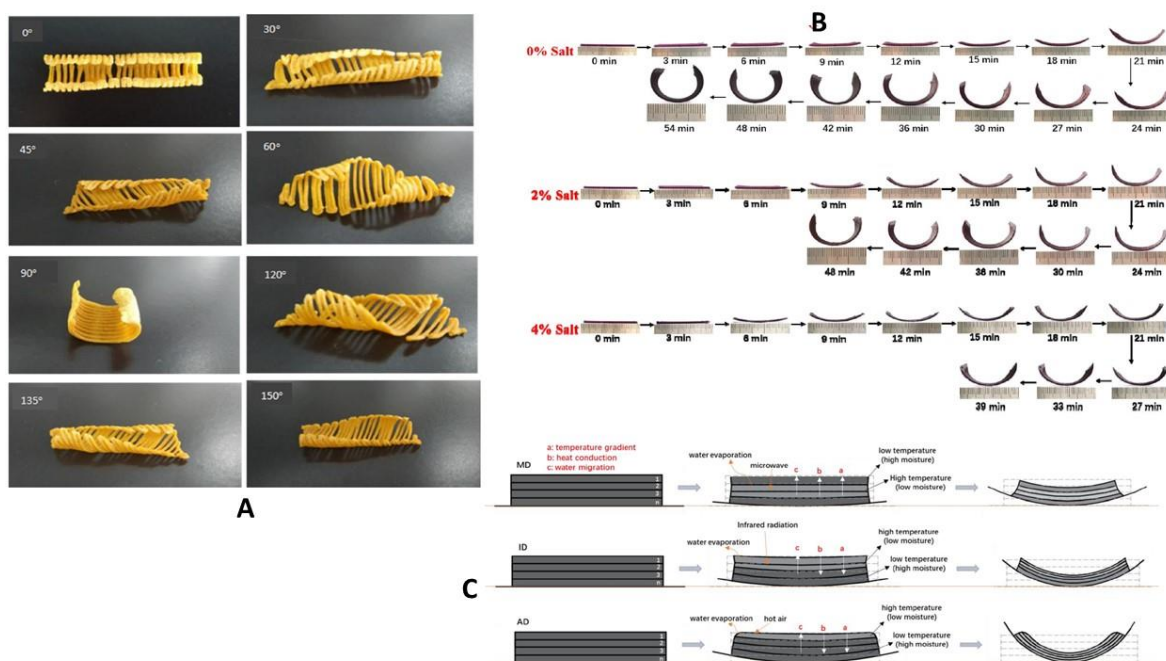 0°
30°
45°
60°
90°
120°
135°
150°
A
B
0% Salt
0 min
3 min
6 min
9 min
12 min
15 min
18 min
21 min
54 min
48 min
42 min
36 min
30 min
27 min
24 min
2% Salt
0 min
3 min
6 min
9 min
12 min
15 min
18 min
21 min
48 min
42 min
36 min
30 min
24 min
4% Salt
0 min
3 min
6 min
9 min
12 min
15 min
18 min
21 min
39 min
33 min
27 min
a: temperature gradient
b: heat conduction
c: water migration
MD
1
2
3
n
water evaporation
microwave
c b a
low temperature
(high moisture)
High temperature
(low moisture)
C
ID
1
2
3
n
Infrared radiation
water evaporation
c b a
high temperature
(low moisture)
low temperature
(high moisture)
AD
water evaporation
hot air
c b a
high temperature
(low moisture)
low temperature
(high moisture)